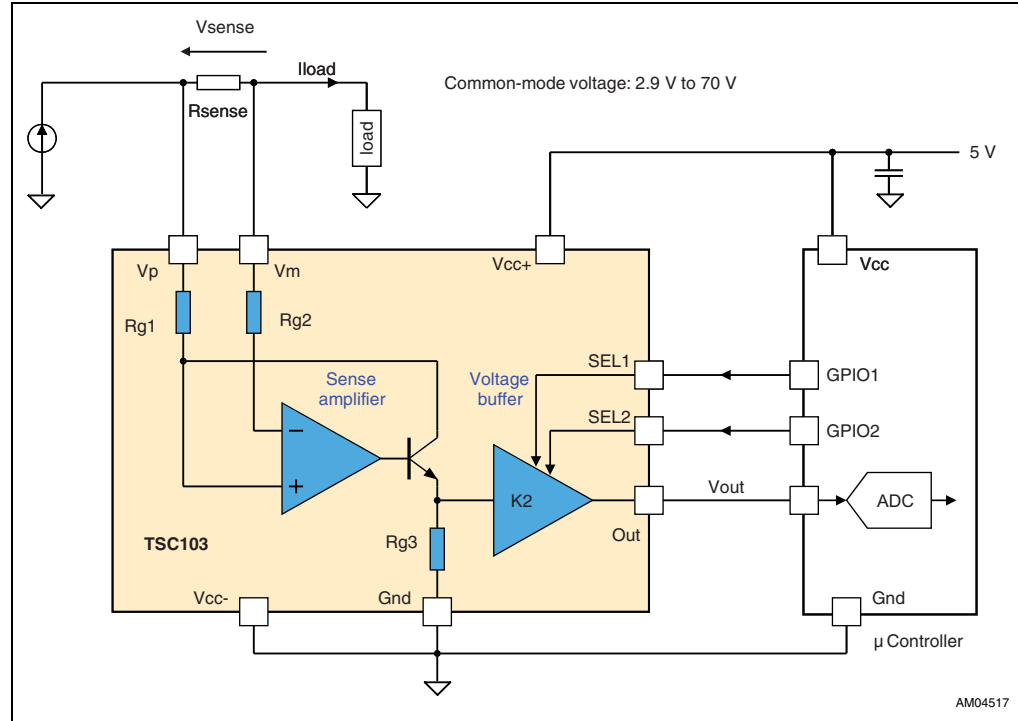 Vsense
Iload
Common-mode voltage: 2.9 V to 70 V
Rsense
load
5 V
Vp
Vm
Vcc+
Vcc
Rg1
Rg2
SEL1
GPIO1
Sense
amplifier
Voltage
buffer
SEL2
GPIO2
−
+
K2
Vout
ADC
Out
Rg3
TSC103
Vcc-
Gnd
Gnd
µ Controller
AM04517